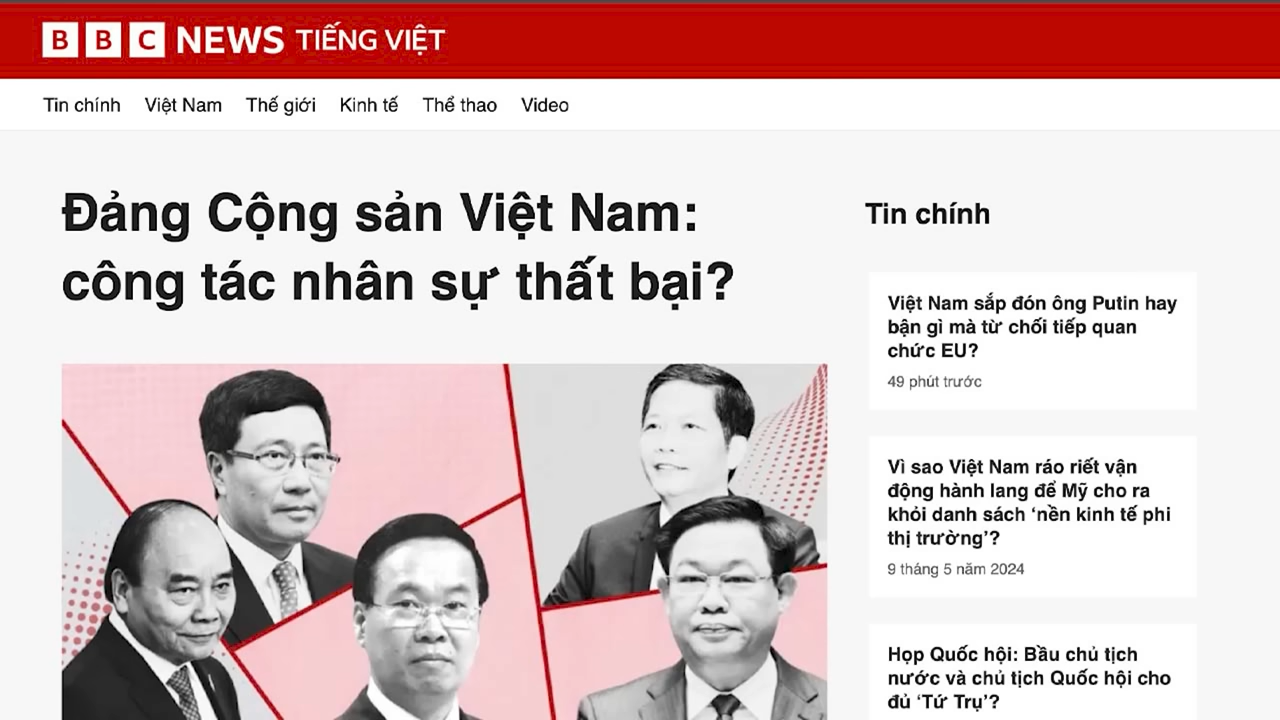 BBC NEWS TIẾNG VIỆT
Tin chính Việt Nam Thế giới Kinh tế Thể thao Video
Đảng Cộng sản Việt Nam:
công tác nhân sự thất bại?
Tin chính
Việt Nam sắp đón ông Putin hay
bận gì mà từ chối tiếp quan
chức EU?
49 phút trước
Vì sao Việt Nam ráo riết vận
động hành lang để Mỹ cho ra
khỏi danh sách ‘nền kinh tế phi
thị trường’?
9 tháng 5 năm 2024
Họp Quốc hội: Bầu chủ tịch
nước và chủ tịch Quốc hội cho
đủ ‘Tứ Trụ’?